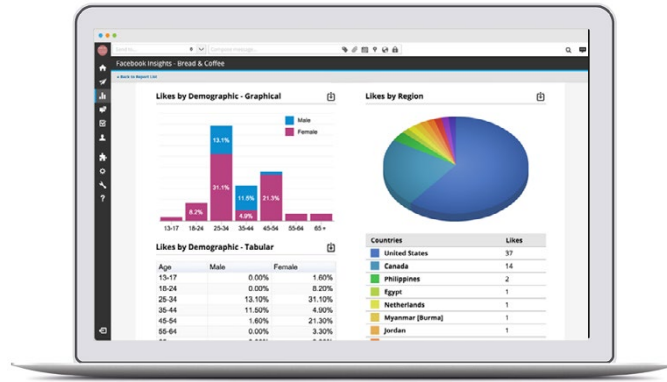 Send to...
Compose message...
Facebook Insights - Bread & Coffee
« Back to Report List
Likes by Demographic - Graphical
Male
Female
13.1%
31.1%
8.2%
11.5%
4.9%
21.3%
13-17 18-24 25-34 35-44 45-54 55-64 65+
Likes by Demographic - Tabular
Age Male Female
13-17 0.00% 1.60%
18-24 0.00% 8.20%
25-34 13.10% 31.10%
35-44 11.50% 4.90%
45-54 1.60% 21.30%
55-64 0.00% 3.30%
Likes by Region
Countries Likes
United States 37
Canada 14
Philippines 2
Egypt 1
Netherlands 1
Myanmar [Burma] 1
Jordan 1